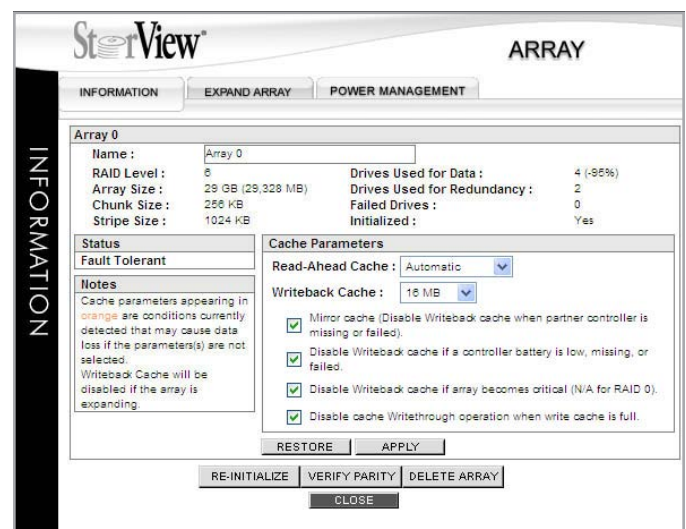 StorView
ARRAY
INFORMATION
EXPAND ARRAY
POWER MANAGEMENT
INFORMATION
Array 0
Name : Array 0
RAID Level : 6
Array Size : 29 GB (29,328 MB)
Chunk Size : 256 KB
Stripe Size : 1024 KB
Drives Used for Data : 4 (-96%)
Drives Used for Redundancy : 2
Failed Drives : 0
Initialized : Yes
Status
Fault Tolerant
Notes
Cache parameters appearing in
orange are conditions currently
detected that may cause data
loss if the parameters(s) are not
selected.
Writeback Cache will be
disabled if the array is
expanding.
Cache Parameters
Read-Ahead Cache : Automatic
Writeback Cache : 16 MB
Mirror cache (Disable Writeback cache when partner controller is
missing or failed).
Disable Writeback cache if a controller battery is low, missing, or
failed.
Disable Writeback cache if array becomes critical (N/A for RAID 0).
Disable cache Writethrough operation when write cache is full.
RESTORE
APPLY
RE-INITIALIZE
VERIFY PARITY
DELETE ARRAY
CLOSE